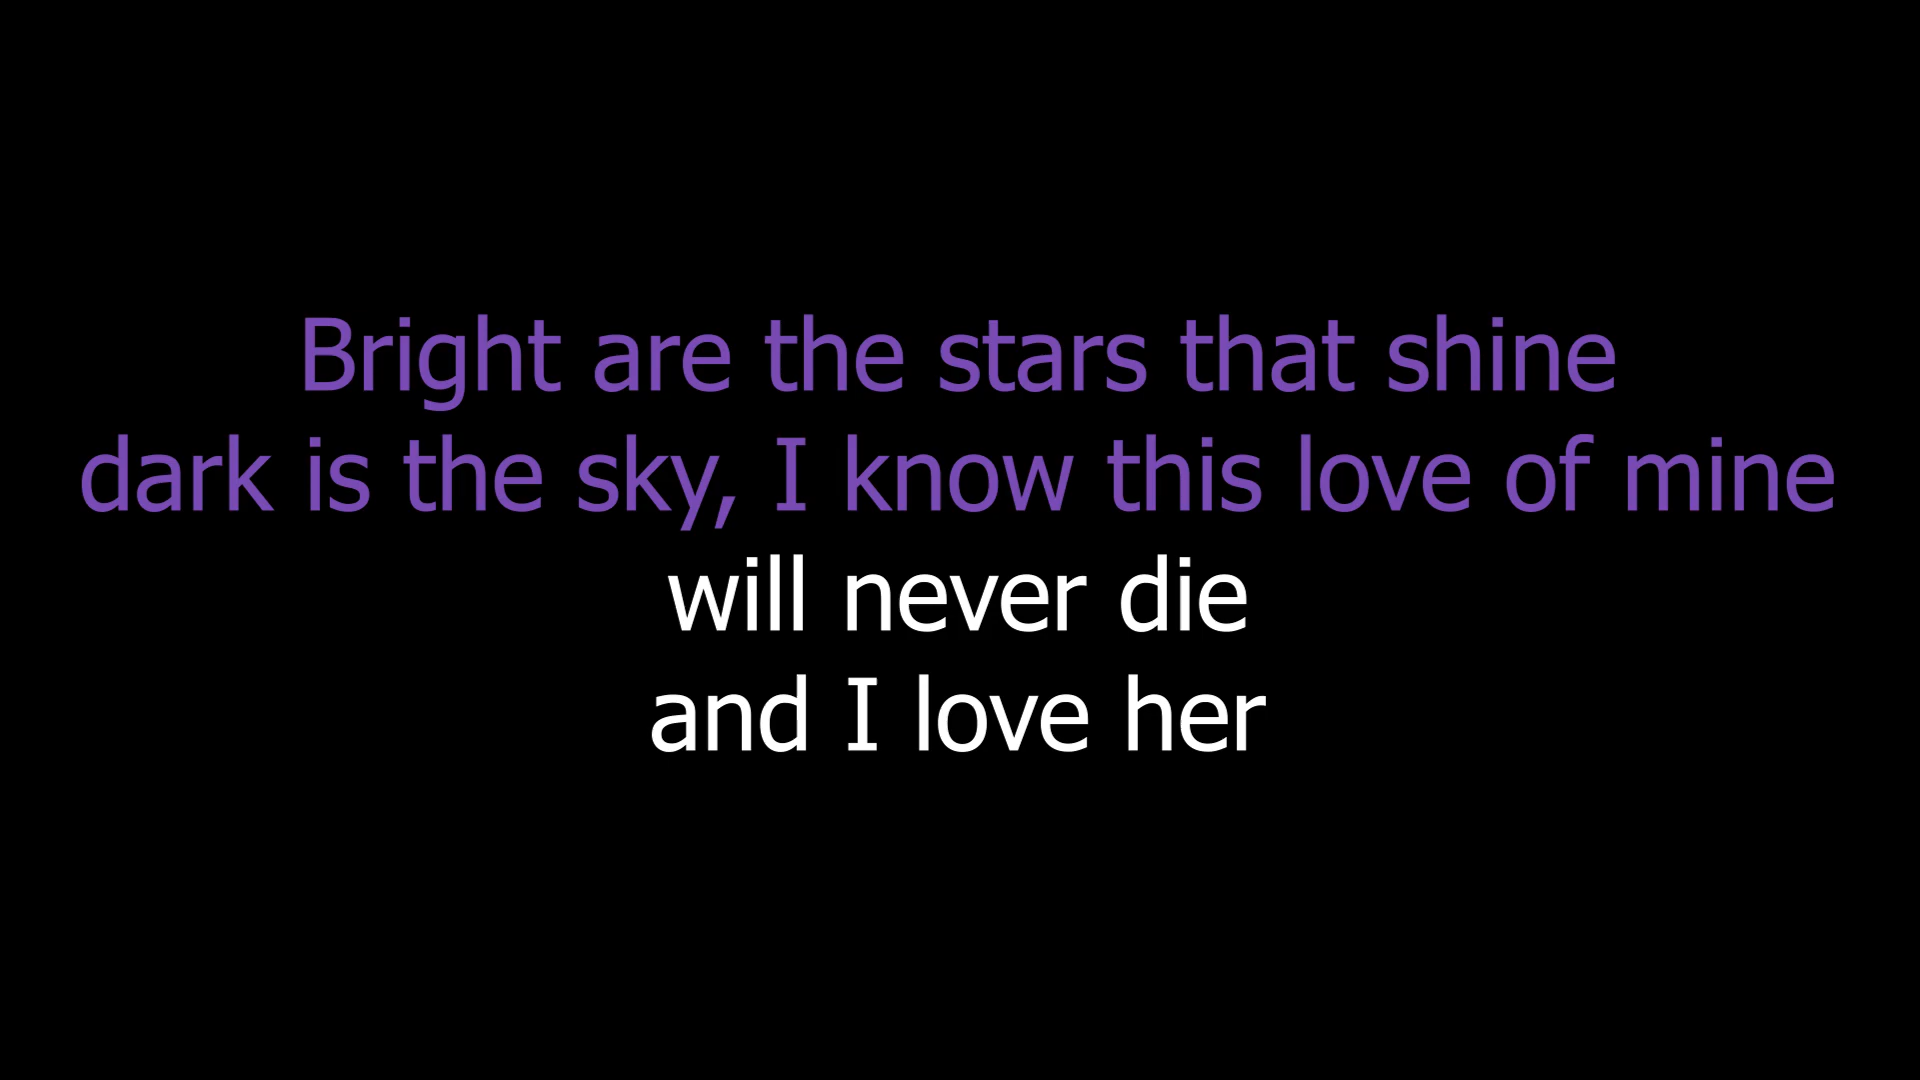 Bright are the stars that shine
dark is the sky, I know this love of mine
will never die
and I love her